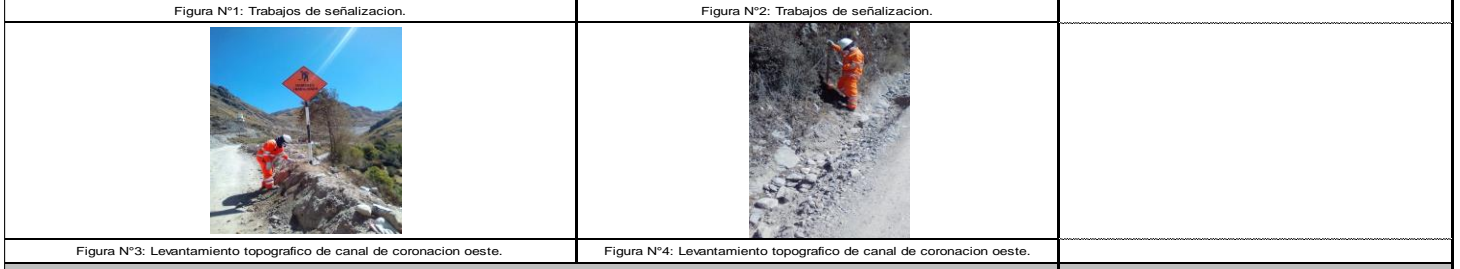 Figura N°1: Trabajos de señalizacion.
Figura N°2: Trabajos de señalizacion.
Figura N°3: Levantamiento topografico de canal de coronacion oeste.
Figura N°4: Levantamiento topografico de canal de coronacion oeste.